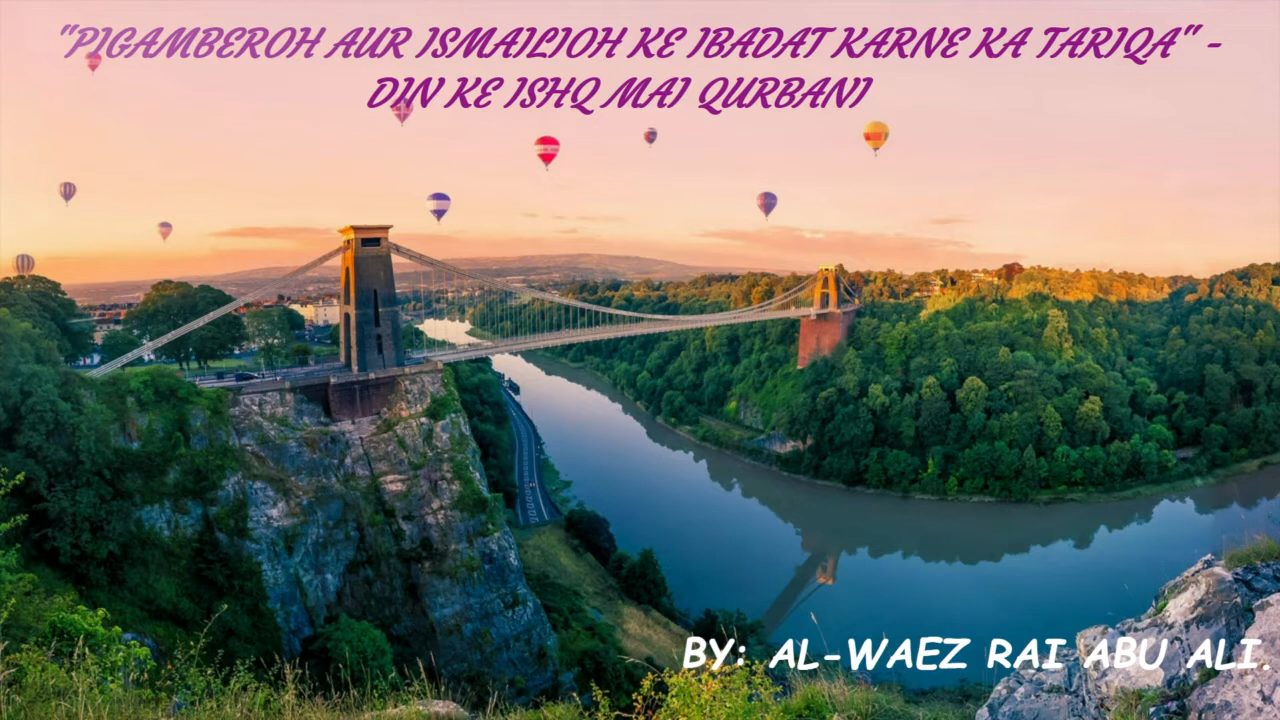 "PIGAMBEROH AUR ISMAILIOH KE IBADAT KARNE KA TARIQA" -
DIN KE ISHQ MAI QURBANI
BY: AL-WAEZ RAI ABU ALI.